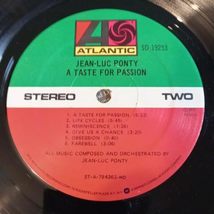 ATLANTIC
SD 19253
JEAN-LUC PONTY
A TASTE FOR PASSION
STEREO
TWO
1. A TASTE FOR PASSION
2. LIFE CYCLES
3. REMINISCENCE
4. GIVE US A CHANCE
5. OBSESSION
6. FAREWELL
ALL MUSIC COMPOSED AND ORCHESTRATED BY
JEAN-LUC PONTY